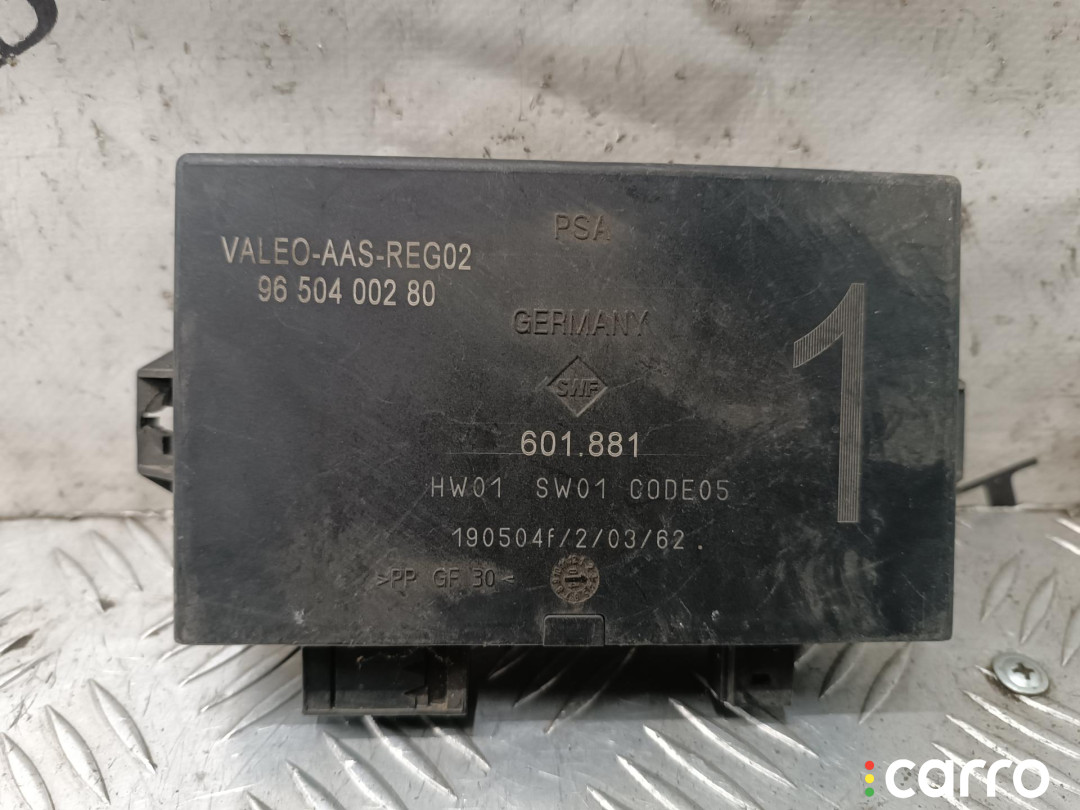 PSA
VALEO-AAS-REG02
96 504 002 80
GERMANY
SWF
601.881
HW01 SW01 CODE05
190504f/2/03/62.
>PP GF 30<
1
carro